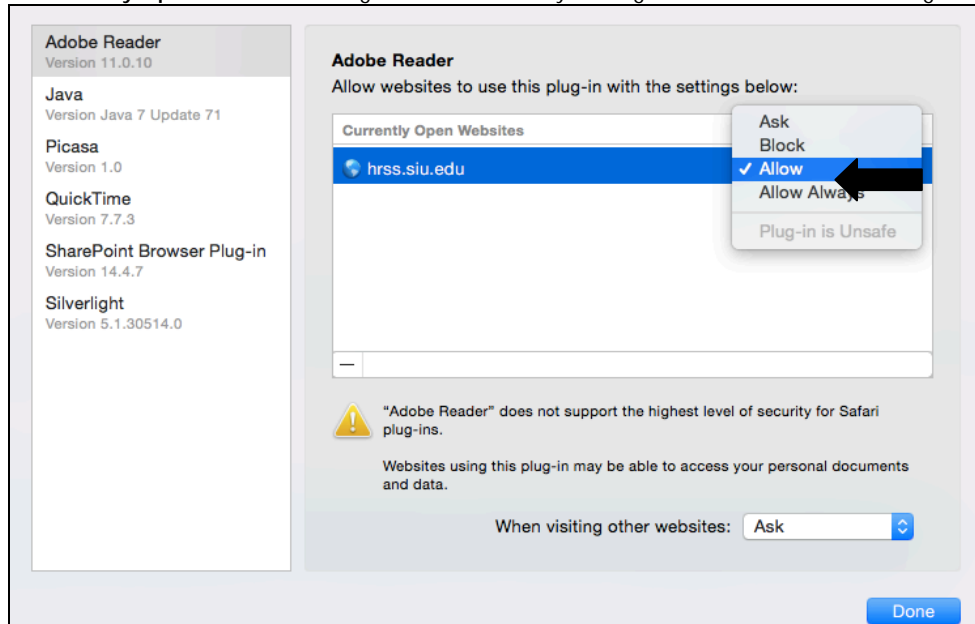 Adobe Reader
Version 11.0.10
Java
Version Java 7 Update 71
Picasa
Version 1.0
QuickTime
Version 7.7.3
SharePoint Browser Plug-in
Version 14.4.7
Silverlight
Version 5.1.30514.0
Adobe Reader
Allow websites to use this plug-in with the settings below:
Currently Open Websites
hrss.siu.edu
Ask
Block
✓ Allow
Allow Always
Plug-in is Unsafe
—
"Adobe Reader" does not support the highest level of security for Safari
plug-ins.
Websites using this plug-in may be able to access your personal documents
and data.
When visiting other websites: Ask
Done